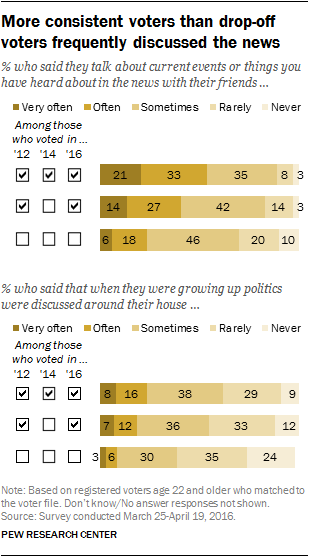 More consistent voters than drop-off
voters frequently discussed the news
% who said they talk about current events or things you
have heard about in the news with their friends ...
Very often Often Sometimes Rarely Never
Among those
who voted in ...
'12 '14 '16
21 33 35 8 3
14 27 42 14 3
6 18 46 20 10
% who said that when they were growing up politics
were discussed around their house ...
Very often Often Sometimes Rarely Never
Among those
who voted in ...
'12 '14 '16
8 16 38 29 9
7 12 36 33 12
3 6 30 35 24
Note: Based on registered voters age 22 and older who matched to
the voter file. Don't know/No answer responses not shown.
Source: Survey conducted March 25-April 19, 2016.
PEW RESEARCH CENTER